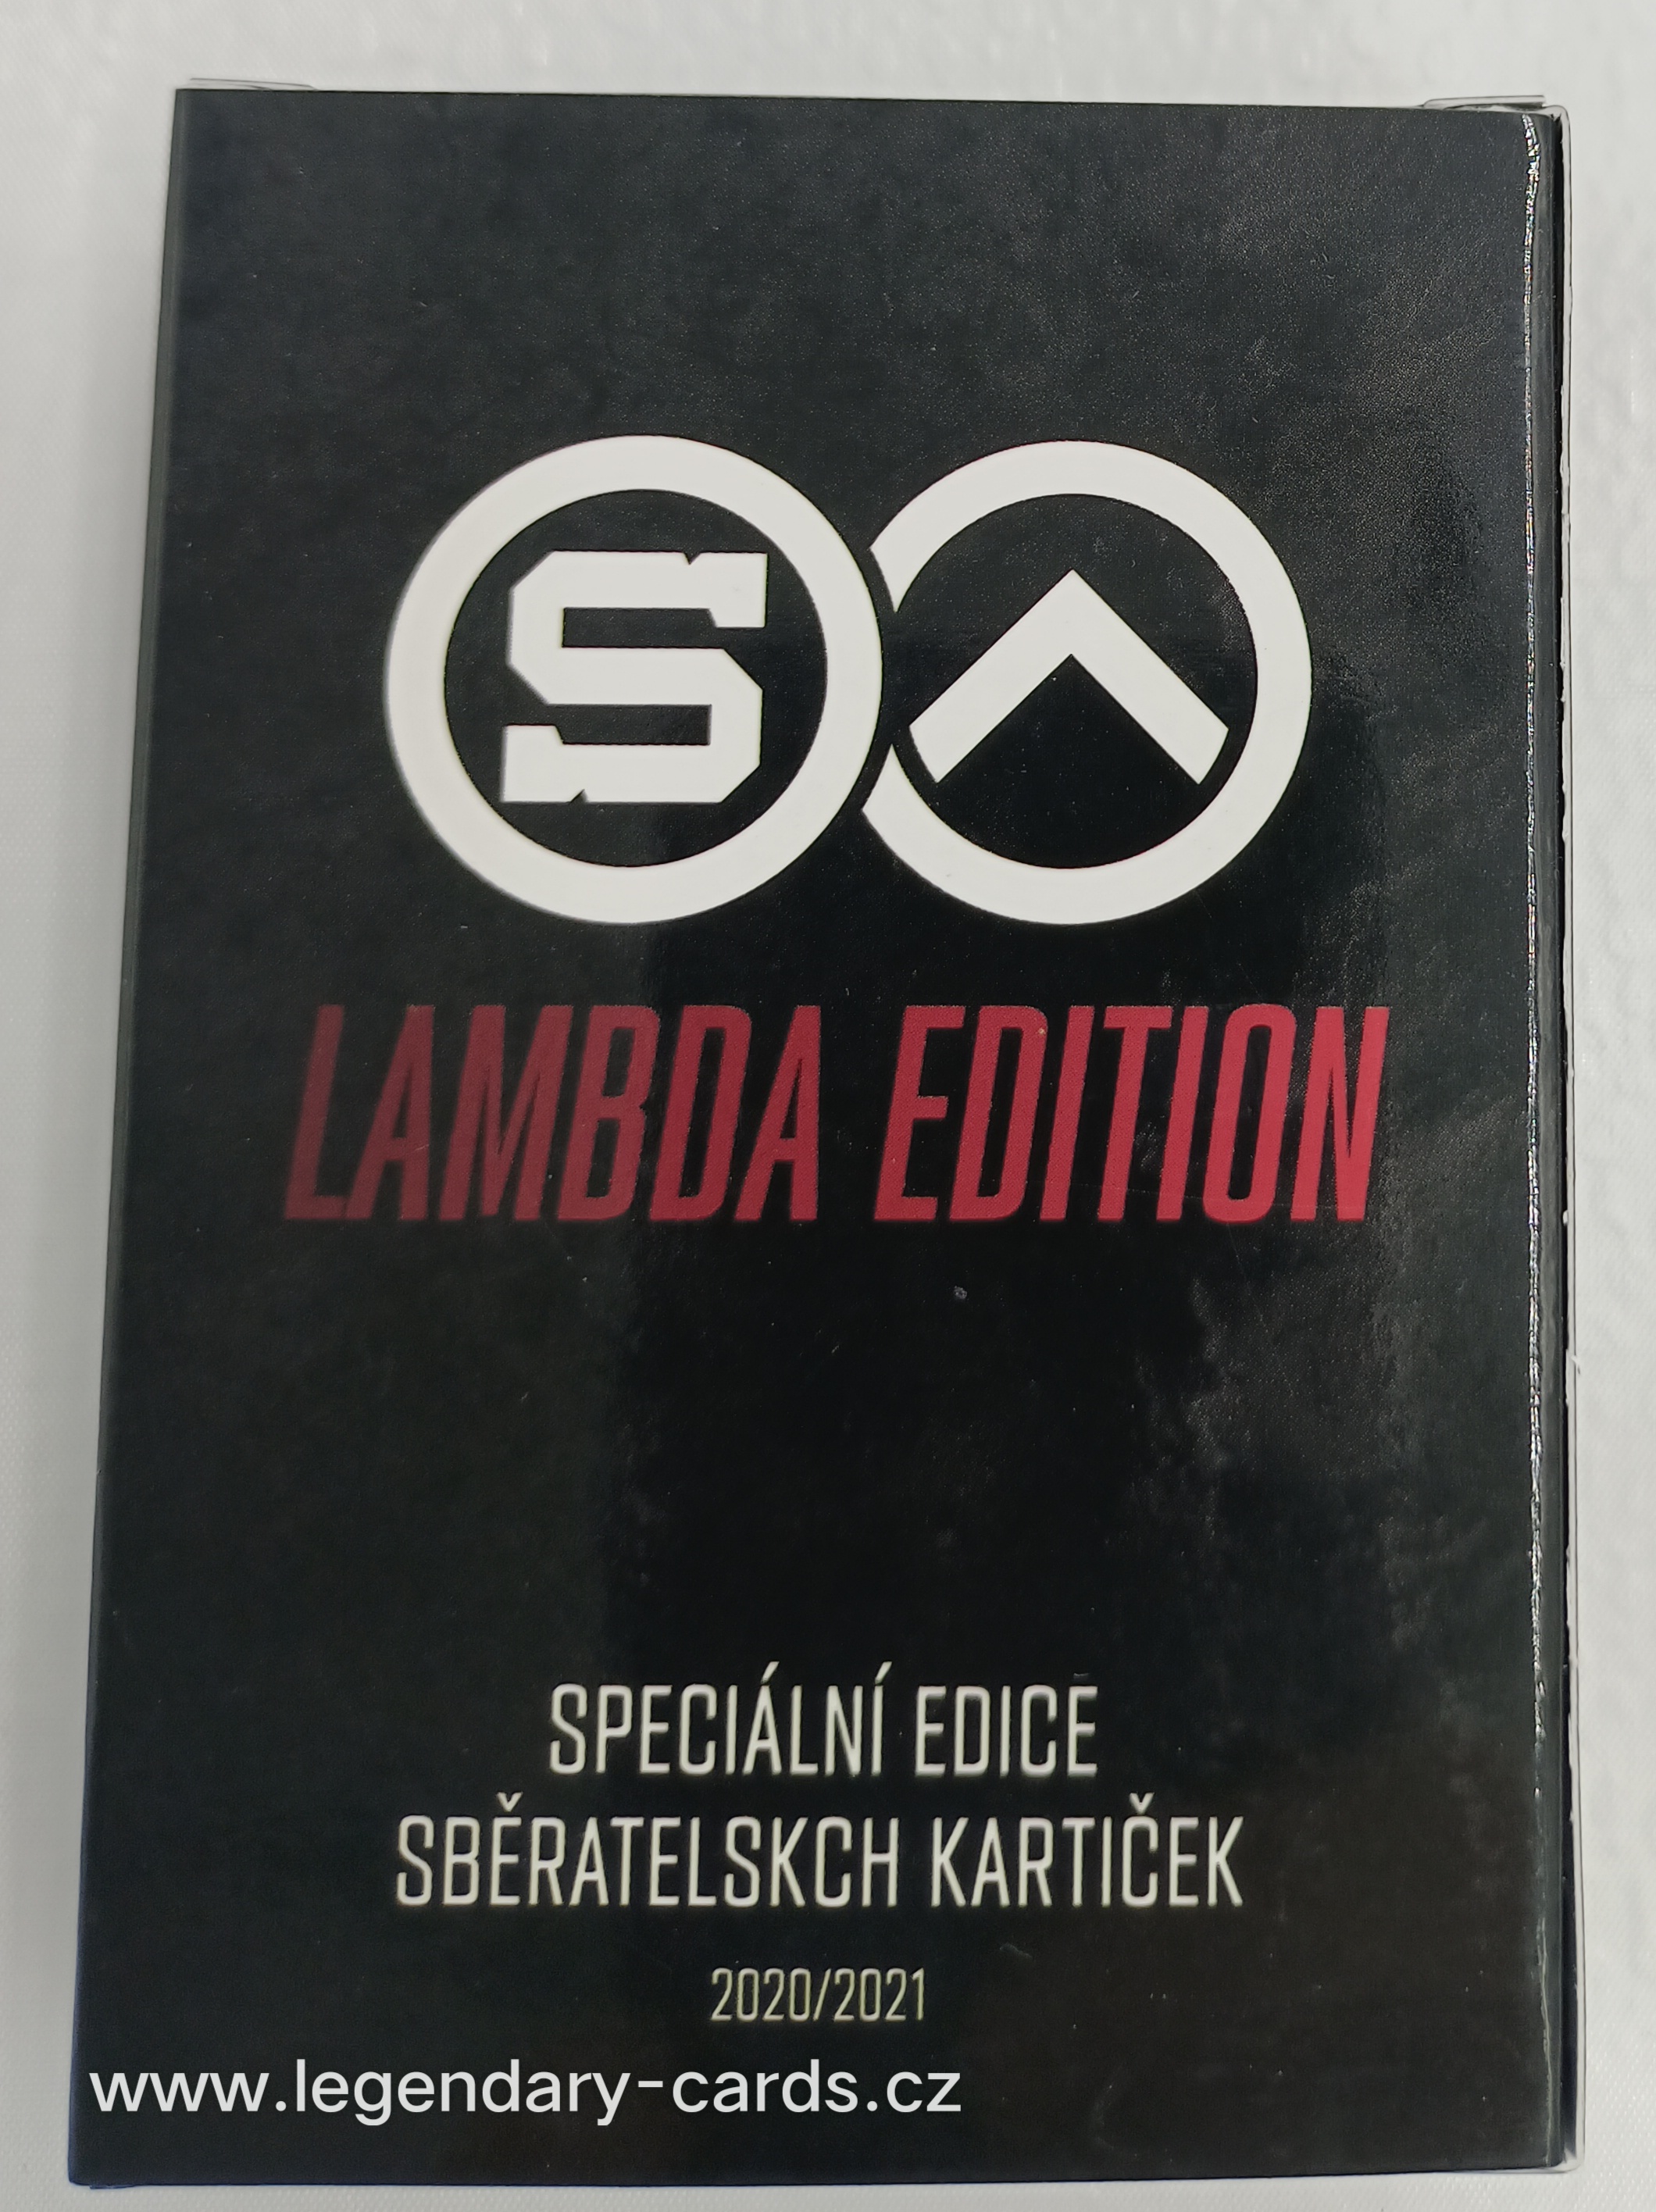 S
LAMBDA EDITION
SPECIÁLNÍ EDICE
SBĚRATELSKCH KARTIČEK
2020/2021
www.legendary-cards.cz